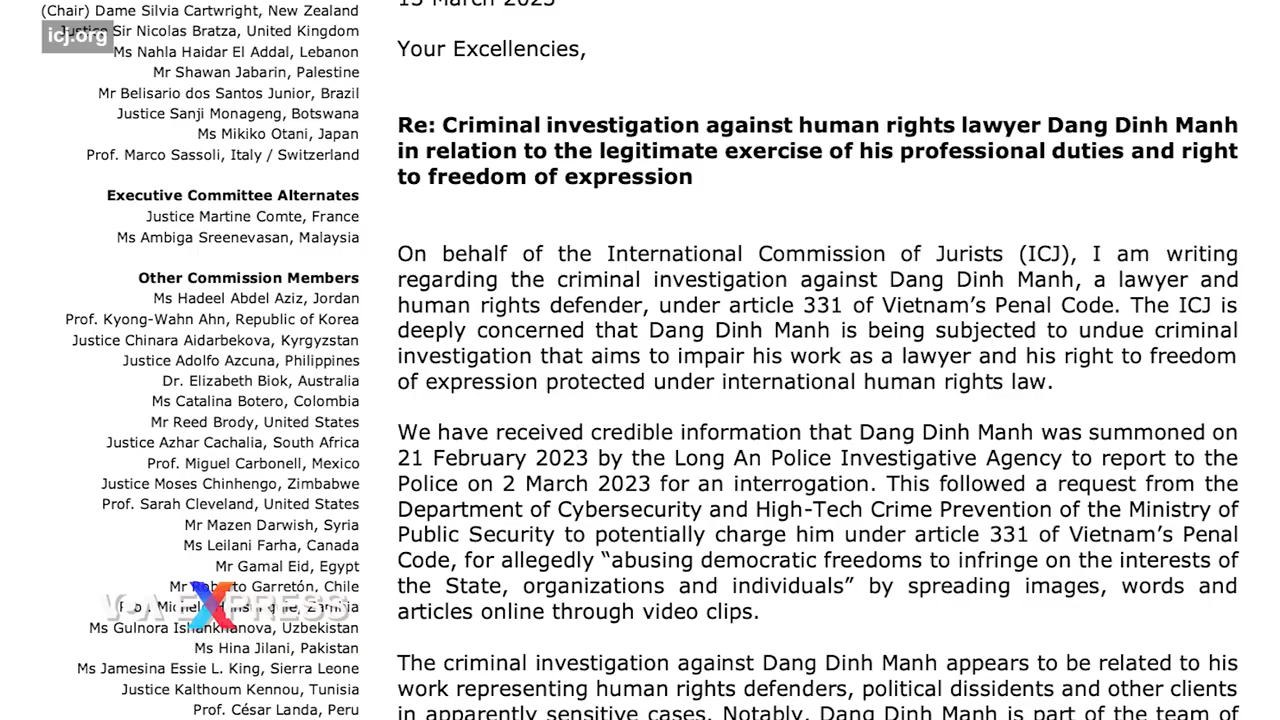 (Chair) Dame Silvia Cartwright, New Zealand
Justice Sir Nicolas Bratza, United Kingdom
icj.org
Ms Nahla Haidar El Addal, Lebanon
Mr Shawan Jabarin, Palestine
Mr Belisario dos Santos Junior, Brazil
Justice Sanji Monageng, Botswana
Ms Mikiko Otani, Japan
Prof. Marco Sassoli, Italy / Switzerland
Executive Committee Alternates
Justice Martine Comte, France
Ms Ambiga Sreenevasan, Malaysia
Other Commission Members
Ms Hadeel Abdel Aziz, Jordan
Prof. Kyong-Wahn Ahn, Republic of Korea
Justice Chinara Aidarbekova, Kyrgyzstan
Justice Adolfo Azcuna, Philippines
Dr. Elizabeth Biok, Australia
Ms Catalina Botero, Colombia
Mr Reed Brody, United States
Justice Azhar Cachalia, South Africa
Prof. Miguel Carbonell, Mexico
Justice Moses Chinhengo, Zimbabwe
Prof. Sarah Cleveland, United States
Mr Mazen Darwish, Syria
Ms Leilani Farha, Canada
Mr Gamal Eid, Egypt
Mr Roberto Garretón, Chile
Zambia
VOA EXPRESS
Ms Gulnora Ishankhanova, Uzbekistan
Ms Hina Jilani, Pakistan
Ms Jamesina Essie L. King, Sierra Leone
Justice Kalthoum Kennou, Tunisia
Prof. César Landa, Peru
March 2023
Your Excellencies,
Re: Criminal investigation against human rights lawyer Dang Dinh Manh
in relation to the legitimate exercise of his professional duties and right
to freedom of expression
On behalf of the International Commission of Jurists (ICJ), I am writing
regarding the criminal investigation against Dang Dinh Manh, a lawyer and
human rights defender, under article 331 of Vietnam's Penal Code. The ICJ is
deeply concerned that Dang Dinh Manh is being subjected to undue criminal
investigation that aims to impair his work as a lawyer and his right to freedom
of expression protected under international human rights law.
We have received credible information that Dang Dinh Manh was summoned on
21 February 2023 by the Long An Police Investigative Agency to report to the
Police on 2 March 2023 for an interrogation. This followed a request from the
Department of Cybersecurity and High-Tech Crime Prevention of the Ministry of
Public Security to potentially charge him under article 331 of Vietnam's Penal
Code, for allegedly “abusing democratic freedoms to infringe on the interests of
the State, organizations and individuals” by spreading images, words and
articles online through video clips.
The criminal investigation against Dang Dinh Manh appears to be related to his
work representing human rights defenders, political dissidents and other clients
in apparently sensitive cases. Notably, Dang Dinh Manh is part of the team of